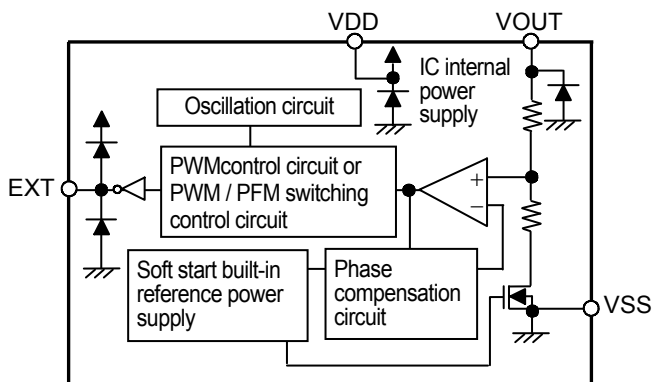 VDD
VOUT
IC internal
power
supply
Oscillation circuit
PWMcontrol circuit or
PWM / PFM switching
control circuit
EXT
+
−
Soft start built-in
reference power
supply
Phase
compensation
circuit
VSS